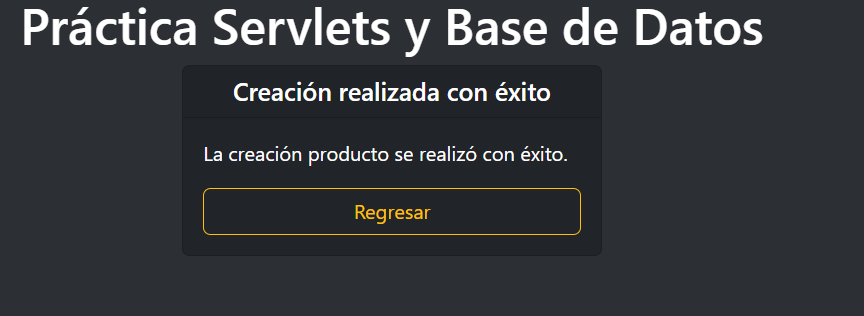 Práctica Servlets y Base de Datos
Creación realizada con éxito
La creación producto se realizó con éxito.
Regresar